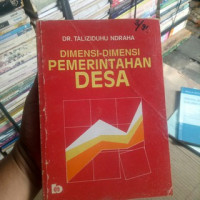 DR. TALIZIDUHU NDRAHA
DIMENSI-DIMENSI
PEMERINTAHAN
DESA